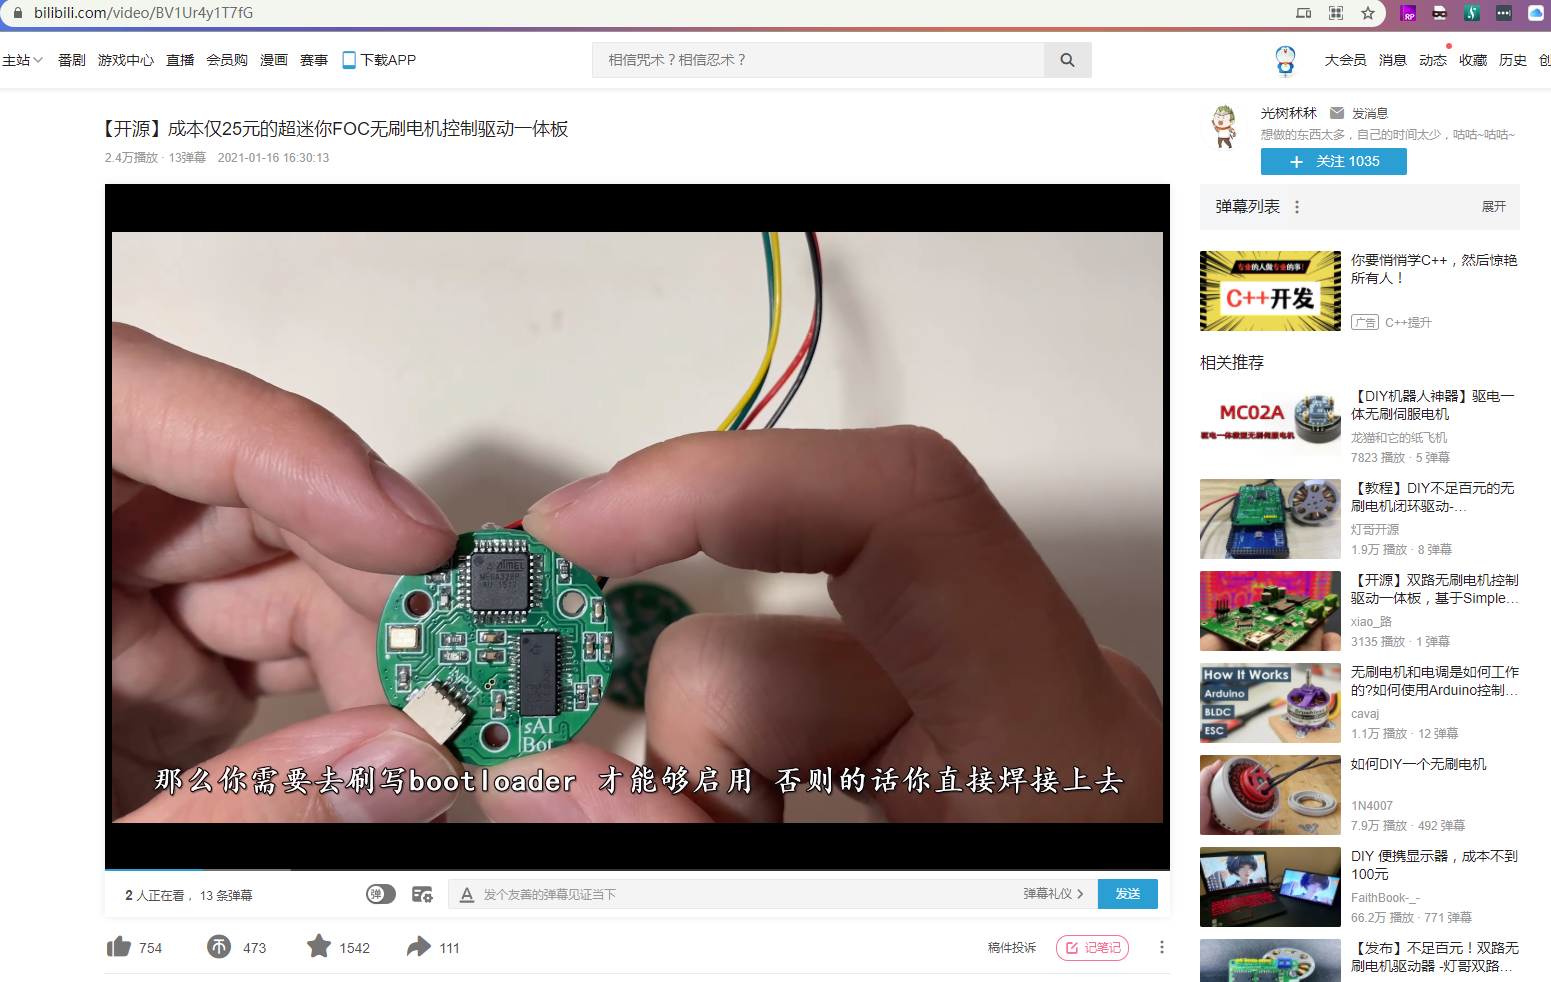 bilibili.com/video/BV1Ur4y1T7fG
主站 番剧 游戏中心 直播 会员购 漫画 赛事 下载APP
相信咒术？相信忍术？
大会员 消息 动态 收藏 历史 创
【开源】成本仅25元的超迷你FOC无刷电机控制驱动一体板
2.4万播放 · 13弹幕 2021-01-16 16:30:13
光树秫秫 发消息
想做的东西太多，自己的时间太少，咕咕~咕咕~
+ 关注 1035
弹幕列表 展开
专业的人做专业的事!
C++开发
你要悄悄学C++，然后惊艳
所有人！
广告 C++提升
相关推荐
MC02A
【DIY机器人神器】驱电一
体无刷伺服电机
龙猫和它的纸飞机
7823 播放 · 5 弹幕
【教程】DIY不足百元的无
刷电机闭环驱动-…
灯哥开源
1.9万 播放 · 8 弹幕
【开源】双路无刷电机控制
驱动一体板，基于Simple…
xiao_路
3135 播放 · 1 弹幕
How It Works
Arduino
BLDC
ESC
无刷电机和电调是如何工作
的?如何使用Arduino控制…
cavaj
1.1万 播放 · 12 弹幕
如何DIY一个无刷电机
1N4007
7.9万 播放 · 492 弹幕
DIY 便携显示器，成本不到
100元
FaithBook-_-
66.2万 播放 · 771 弹幕
【发布】不足百元！双路无
刷电机驱动器 -灯哥双路…
ATMEL
MEGA328P
INPUT
sAI
Bot
那么你需要去刷写bootloader 才能够启用 否则的话你直接焊接上去
2 人正在看， 13 条弹幕
弹
A 发个友善的弹幕见证当下
弹幕礼仪 >
发送
754 473 1542 111
稿件投诉 记笔记